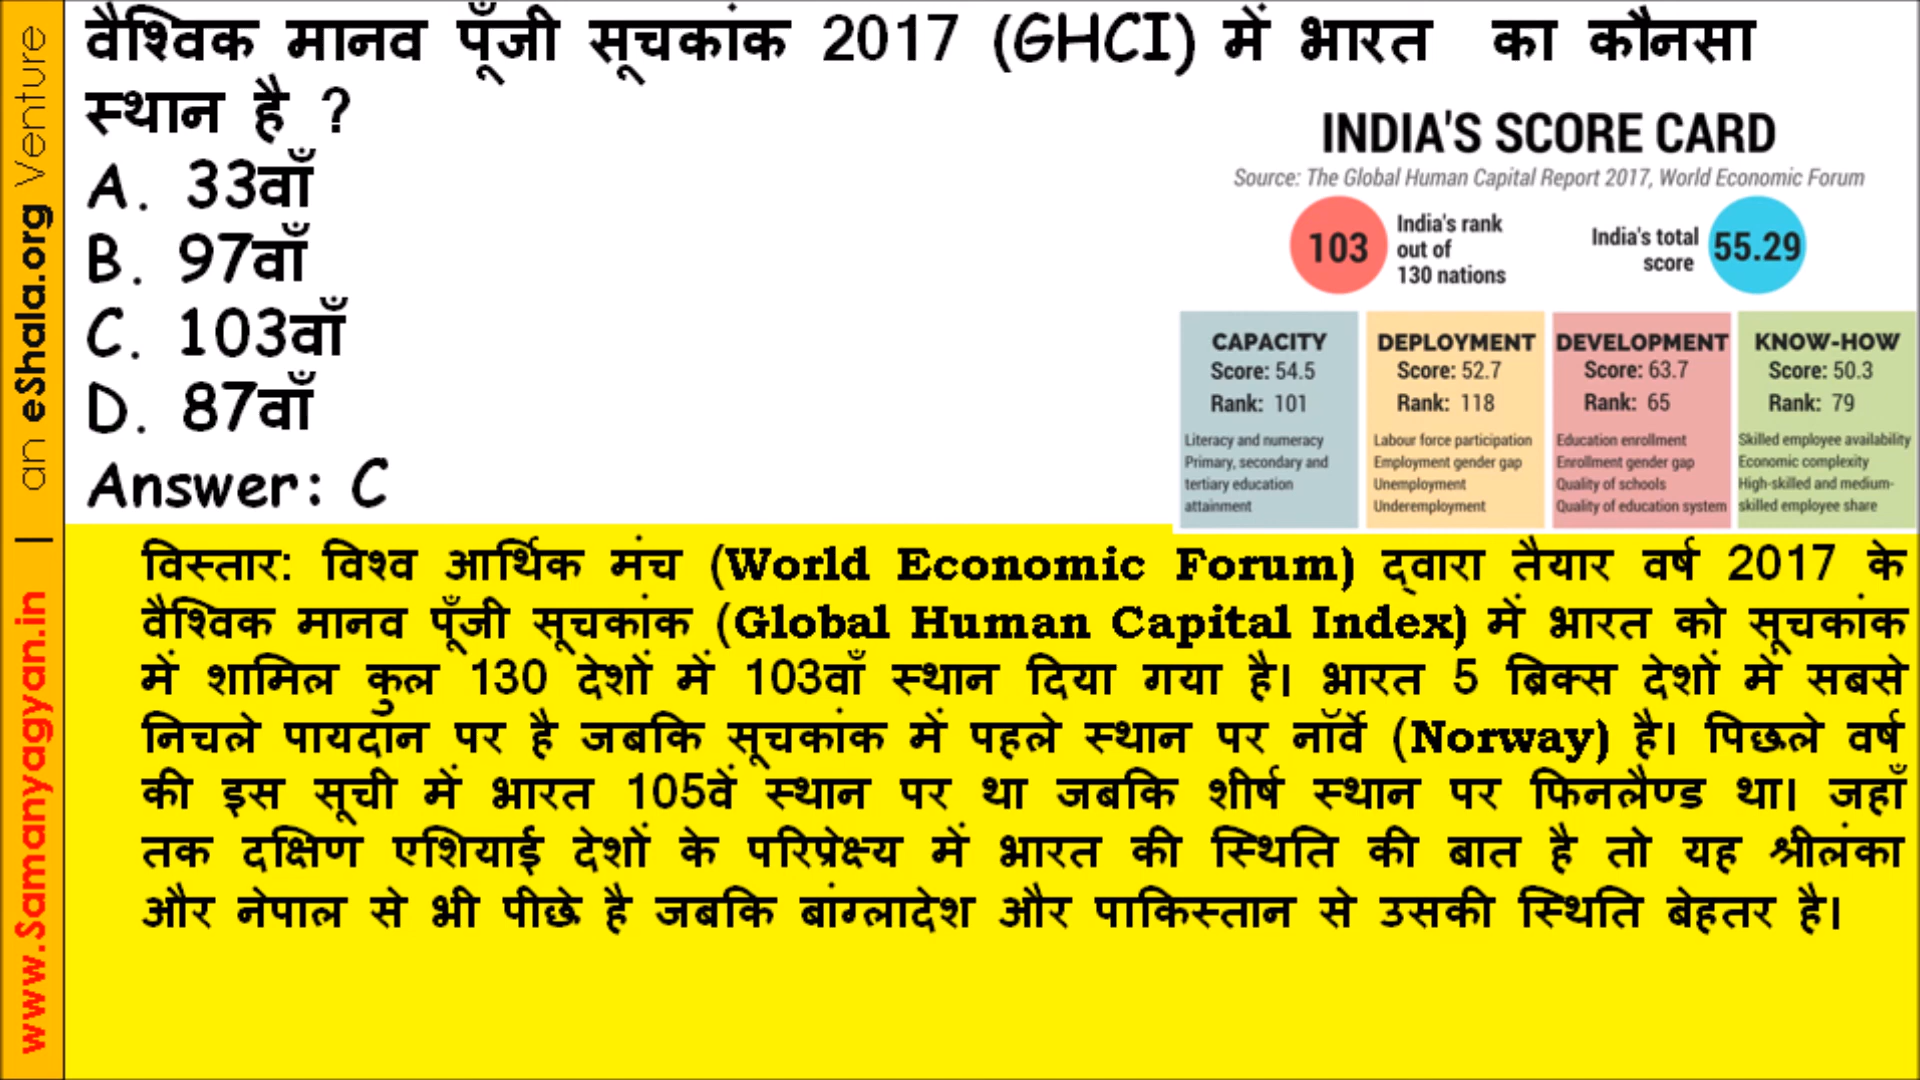 वैश्विक मानव पूँजी सूचकांक 2017 (GHCI) में भारत का कौनसा
स्थान है ?
A. 33वाँ
B. 97वाँ
C. 103वाँ
D. 87वाँ
Answer: C
INDIA'S SCORE CARD
Source: The Global Human Capital Report 2017, World Economic Forum
103
India's rank
out of
130 nations
India's total
score
55.29
CAPACITY
Score: 54.5
Rank: 101
Literacy and numeracy
Primary, secondary and
tertiary education
attainment
DEPLOYMENT
Score: 52.7
Rank: 118
Labour force participation
Employment gender gap
Unemployment
Underemployment
DEVELOPMENT
Score: 63.7
Rank: 65
Education enrollment
Enrollment gender gap
Quality of schools
Quality of education system
KNOW-HOW
Score: 50.3
Rank: 79
Skilled employee availability
Economic complexity
High-skilled and medium-
skilled employee share
विस्तार: विश्व आर्थिक मंच (World Economic Forum) द्वारा तैयार वर्ष 2017 के
वैश्विक मानव पूँजी सूचकांक (Global Human Capital Index) में भारत को सूचकांक
में शामिल कुल 130 देशों में 103वाँ स्थान दिया गया है। भारत 5 ब्रिक्स देशों में सबसे
निचले पायदान पर है जबकि सूचकांक में पहले स्थान पर नॉर्वे (Norway) है। पिछले वर्ष
की इस सूची में भारत 105वें स्थान पर था जबकि शीर्ष स्थान पर फिनलैण्ड था। जहाँ
तक दक्षिण एशियाई देशों के परिप्रेक्ष्य में भारत की स्थिति की बात है तो यह श्रीलंका
और नेपाल से भी पीछे है जबकि बांग्लादेश और पाकिस्तान से उसकी स्थिति बेहतर है।
www.Samanyagyan.in | an eShala.org Venture